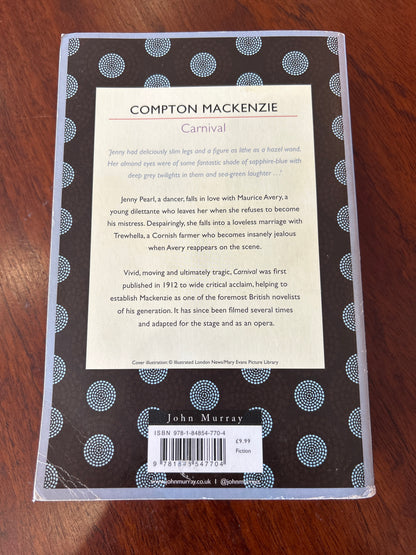 COMPTON MACKENZIE
Carnival
'Jenny had deliciously slim legs and a figure as lithe as a hazel wand.
Her almond eyes were of some fantastic shade of sapphire-blue with
deep grey twilights in them and sea-green laughter . . .'
Jenny Pearl, a dancer, falls in love with Maurice Avery, a
young dilettante who leaves her when she refuses to become
his mistress. Despairingly, she falls into a loveless marriage with
Trewhella, a Cornish farmer who becomes insanely jealous
when Avery reappears on the scene.
Vivid, moving and ultimately tragic, Carnival was first
published in 1912 to wide critical acclaim, helping to
establish Mackenzie as one of the foremost British novelists
of his generation. It has since been filmed several times
and adapted for the stage and as an opera.
Cover illustration: © Illustrated London News/Mary Evans Picture Library
John Murray
ISBN 978-1-84854-770-4
£9.99
Fiction
9 781848 547704
johnmurray.co.uk | @johnm